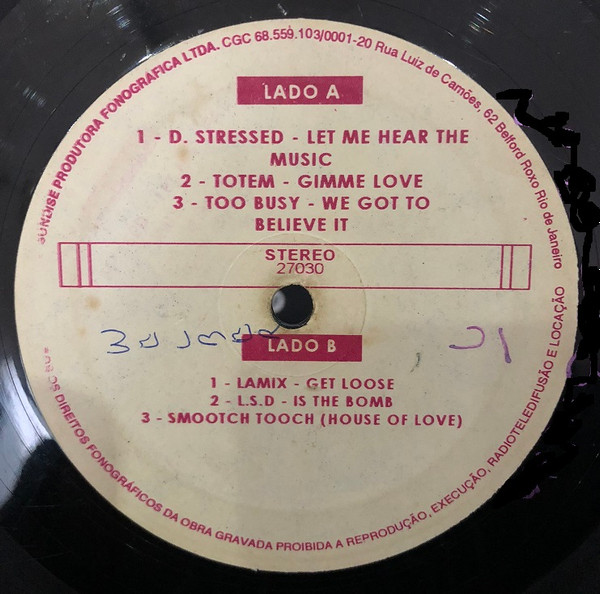 SUNDISE PRODUTORA FONOGRAFICA LTDA. CGC 68.559.103/0001-20 Rua Luiz de Camões, 62 Belford Roxo Rio de Janeiro
LADO A
1 - D. STRESSED - LET ME HEAR THE
MUSIC
2 - TOTEM - GIMME LOVE
3 - TOO BUSY - WE GOT TO
BELIEVE IT
STEREO
27030
LADO B
1 - LAMIX - GET LOOSE
2 - L.S.D - IS THE BOMB
3 - SMOOTCH TOOCH (HOUSE OF LOVE)
OS DIREITOS FONOGRÁFICOS DA OBRA GRAVADA PROIBIDA A REPRODUÇÃO, EXECUÇÃO, RADIOTELEDIFUSÃO E LOCAÇÃO